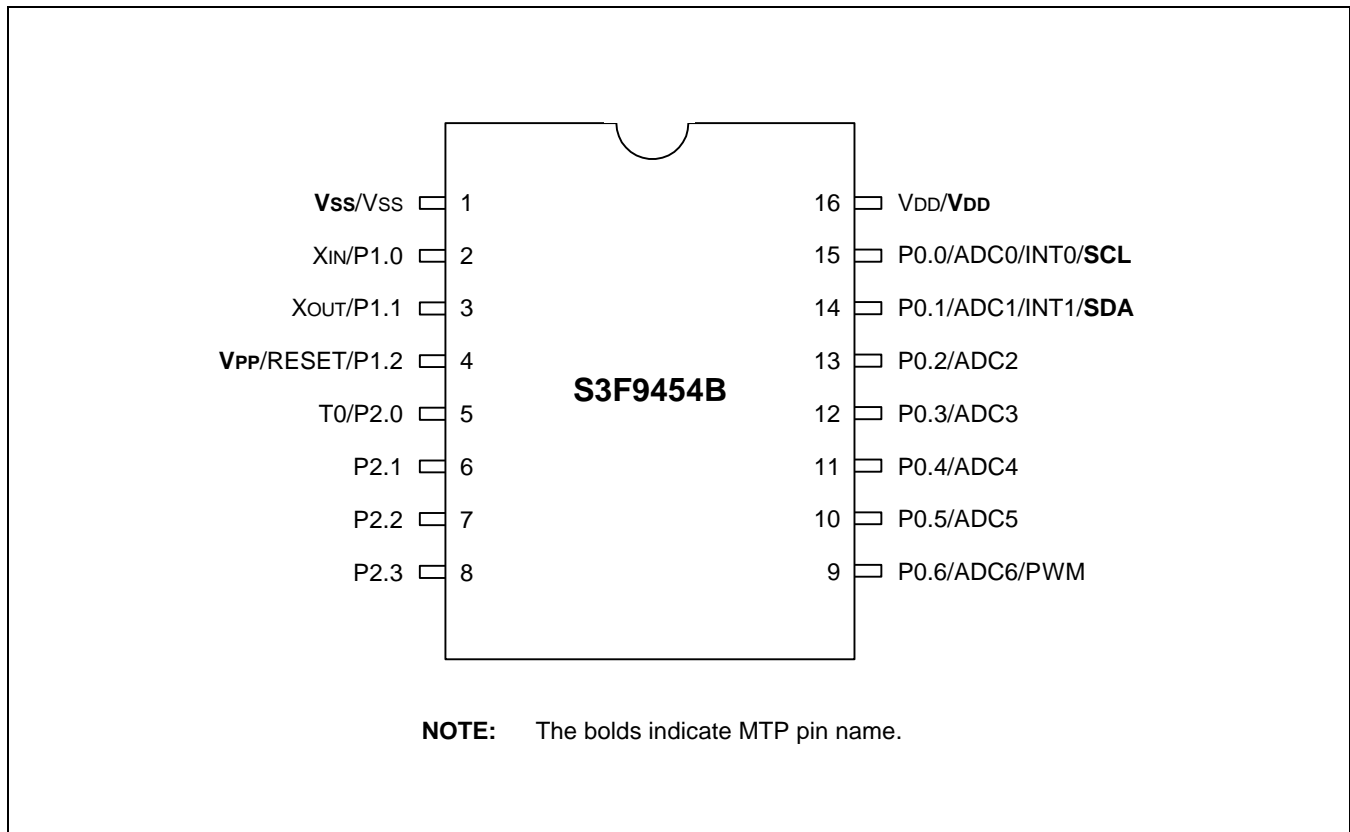 Vss/Vss 1 16 VDD/VDD
XIN/P1.0 2 15 P0.0/ADC0/INT0/SCL
XOUT/P1.1 3 14 P0.1/ADC1/INT1/SDA
VPP/RESET/P1.2 4 13 P0.2/ADC2
S3F9454B
T0/P2.0 5 12 P0.3/ADC3
P2.1 6 11 P0.4/ADC4
P2.2 7 10 P0.5/ADC5
P2.3 8 9 P0.6/ADC6/PWM
NOTE: The bolds indicate MTP pin name.